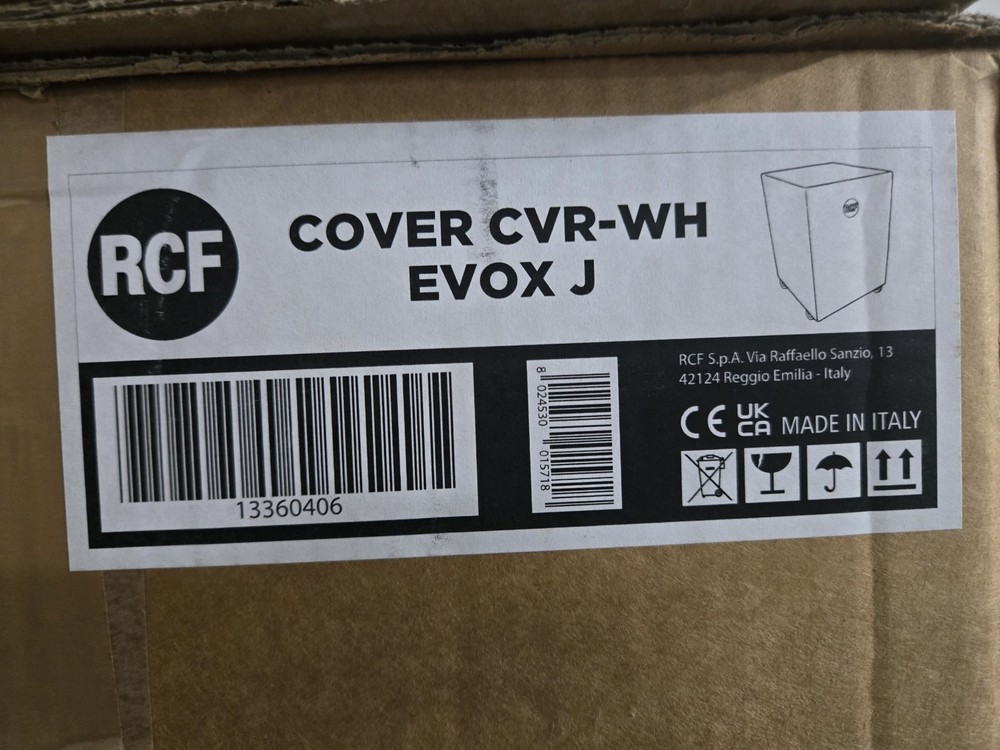 RCF
COVER CVR-WH
EVOX J
RCF
13360406
8 024530 015718
RCF S.p.A. Via Raffaello Sanzio, 13
42124 Reggio Emilia - Italy
CE UK CA MADE IN ITALY